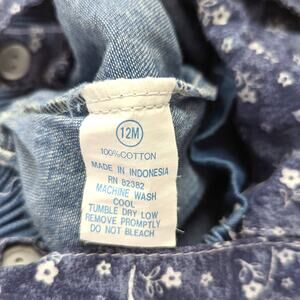 12M
100%COTTON
MADE IN INDONESIA
RN 82382
MACHINE WASH
COOL
TUMBLE DRY LOW
REMOVE PROMPTLY
DO NOT BLEACH